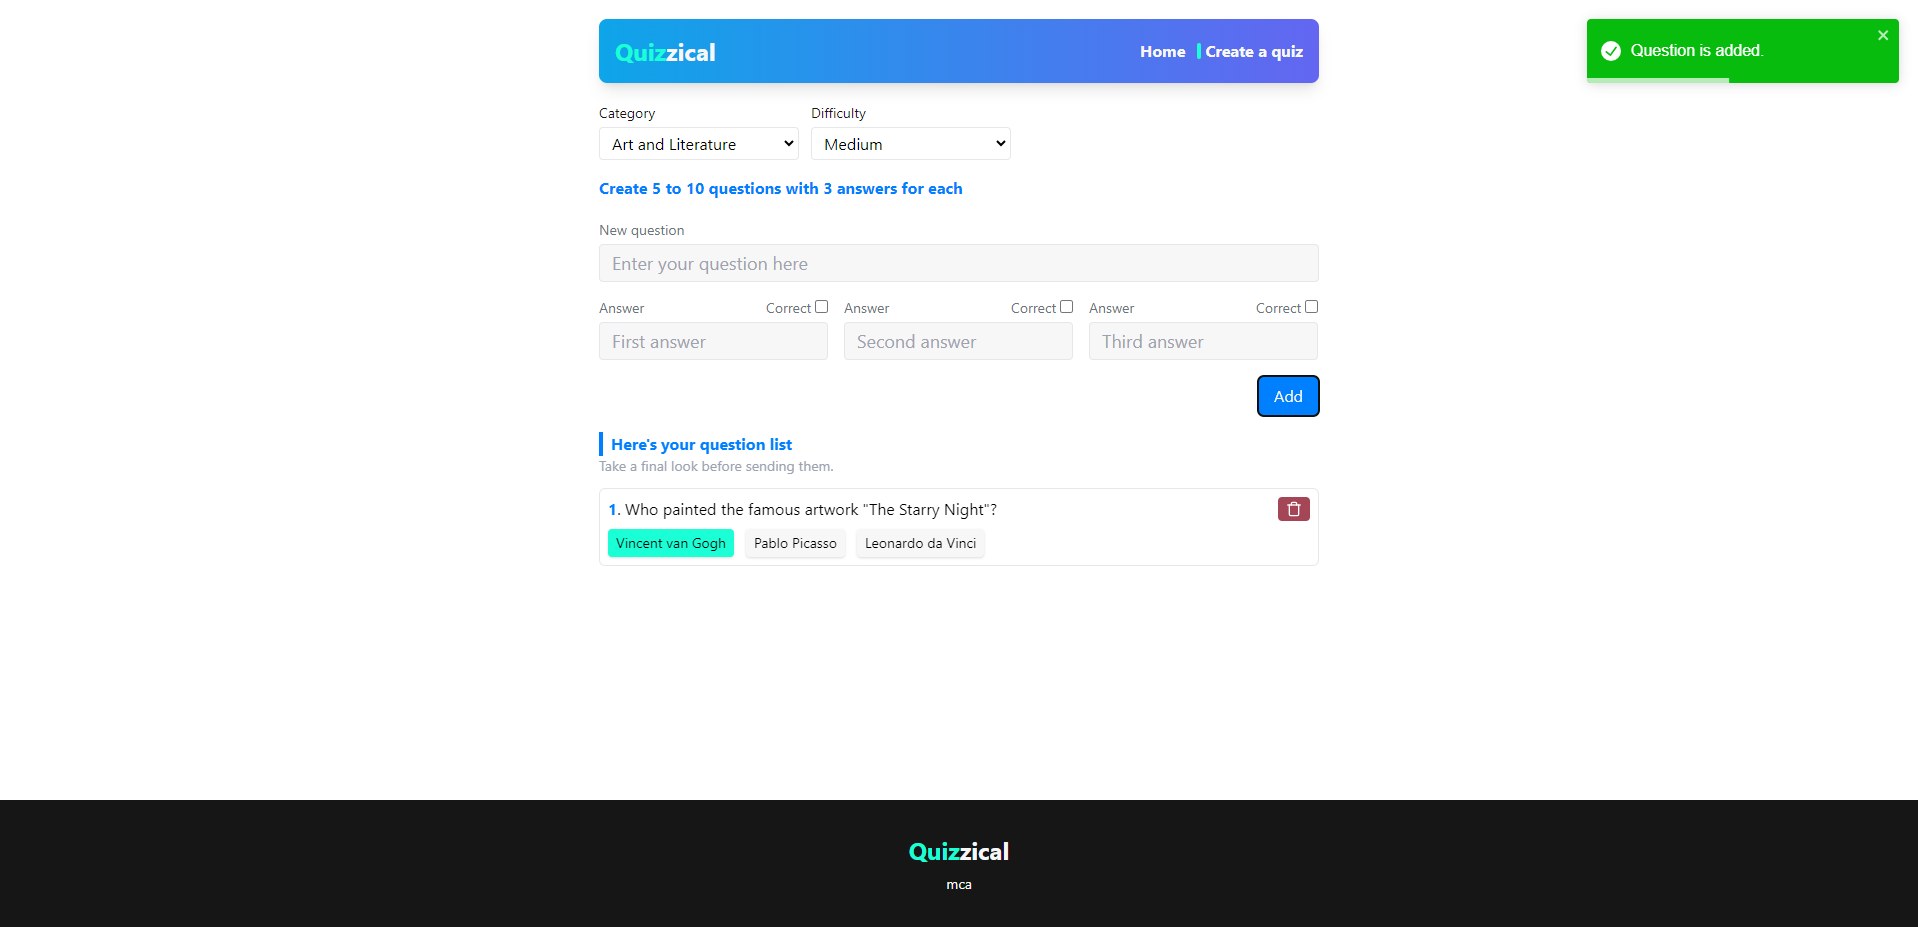 Quizzical
Home
Create a quiz
Question is added.
Category
Difficulty
Art and Literature
Medium
Create 5 to 10 questions with 3 answers for each
New question
Enter your question here
Answer
Correct
Answer
Correct
Answer
Correct
First answer
Second answer
Third answer
Add
Here's your question list
Take a final look before sending them.
1. Who painted the famous artwork "The Starry Night"?
Vincent van Gogh
Pablo Picasso
Leonardo da Vinci
Quizzical
mca